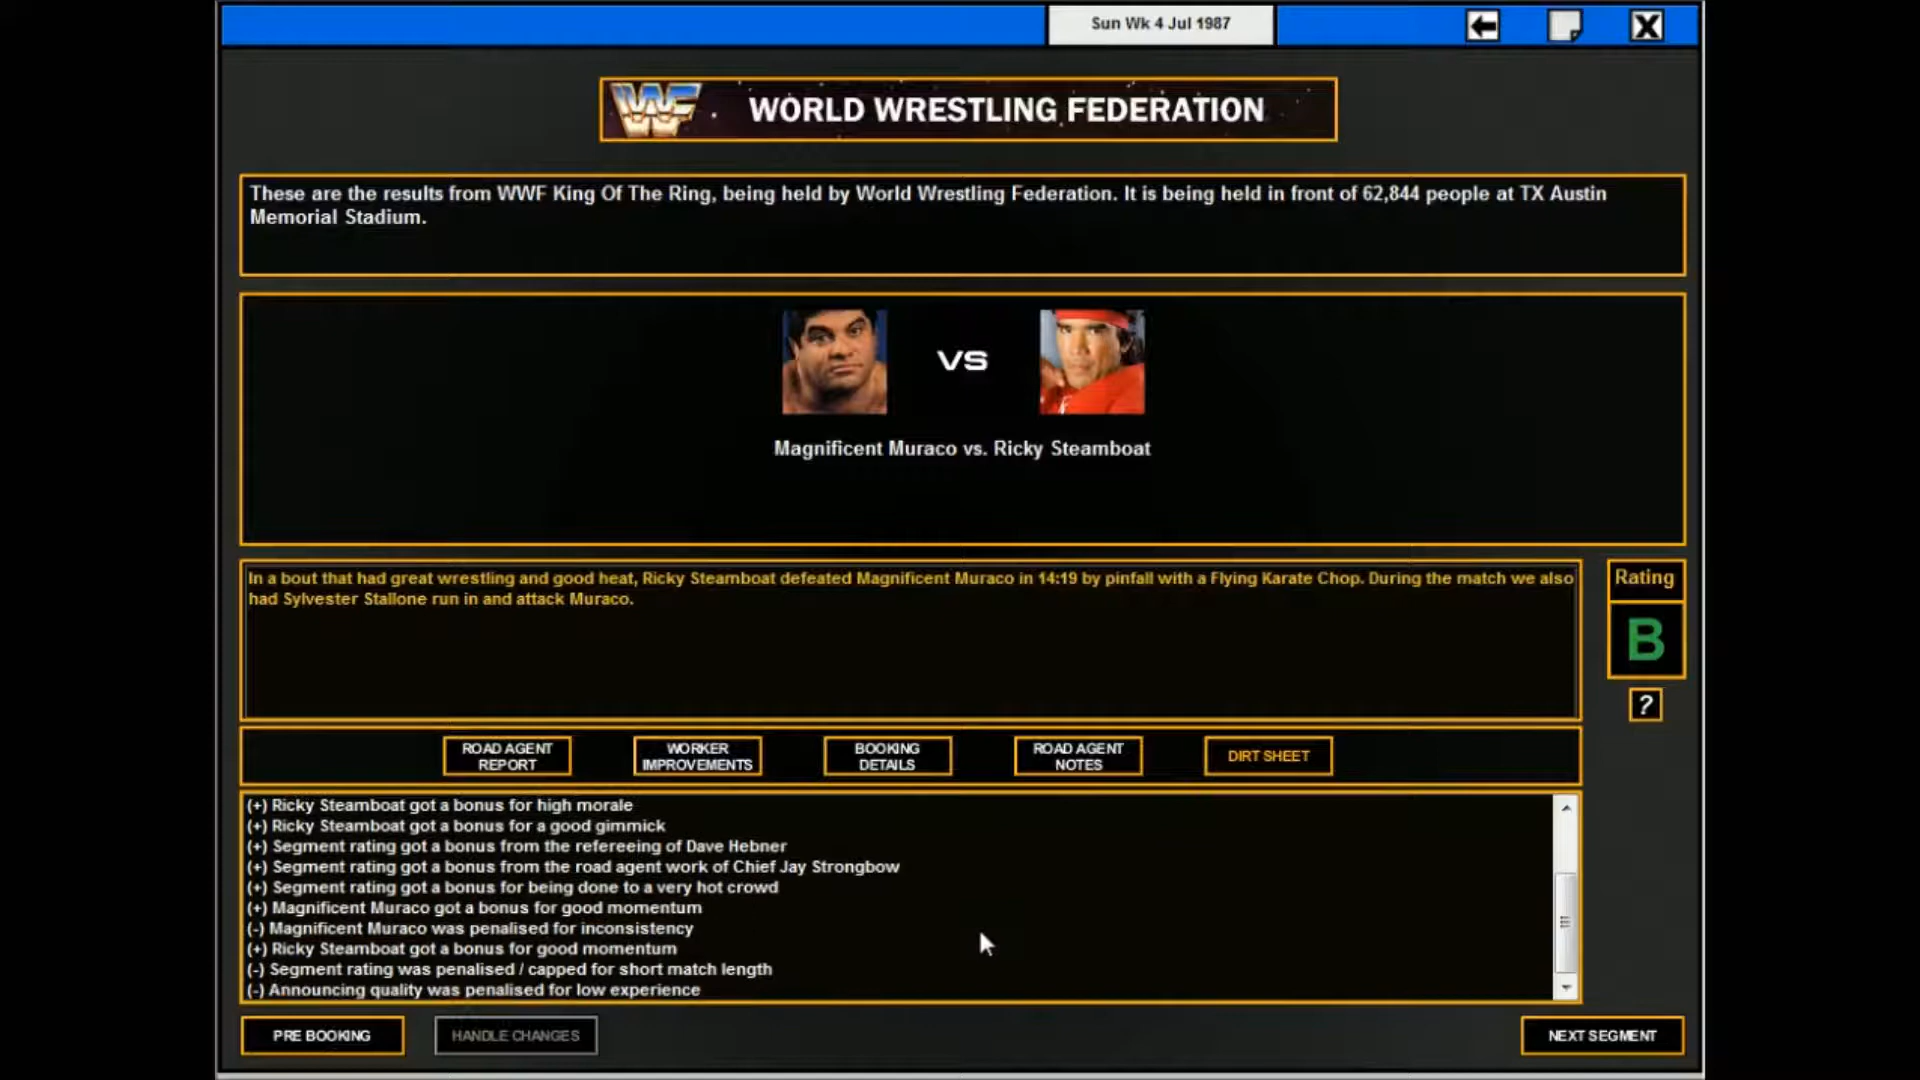 Sun Wk 4 Jul 1987
WF
WORLD WRESTLING FEDERATION
These are the results from WWF King Of The Ring, being held by World Wrestling Federation. It is being held in front of 62,844 people at TX Austin
Memorial Stadium.
VS
Magnificent Muraco vs. Ricky Steamboat
In a bout that had great wrestling and good heat, Ricky Steamboat defeated Magnificent Muraco in 14:19 by pinfall with a Flying Karate Chop. During the match we also
had Sylvester Stallone run in and attack Muraco.
Rating
B
?
ROAD AGENT
REPORT
WORKER
IMPROVEMENTS
BOOKING
DETAILS
ROAD AGENT
NOTES
DIRT SHEET
(+) Ricky Steamboat got a bonus for high morale
(+) Ricky Steamboat got a bonus for a good gimmick
(+) Segment rating got a bonus from the refereeing of Dave Hebner
(+) Segment rating got a bonus from the road agent work of Chief Jay Strongbow
(+) Segment rating got a bonus for being done to a very hot crowd
(+) Magnificent Muraco got a bonus for good momentum
(-) Magnificent Muraco was penalised for inconsistency
(+) Ricky Steamboat got a bonus for good momentum
(-) Segment rating was penalised / capped for short match length
(-) Announcing quality was penalised for low experience
PRE BOOKING
HANDLE CHANGES
NEXT SEGMENT